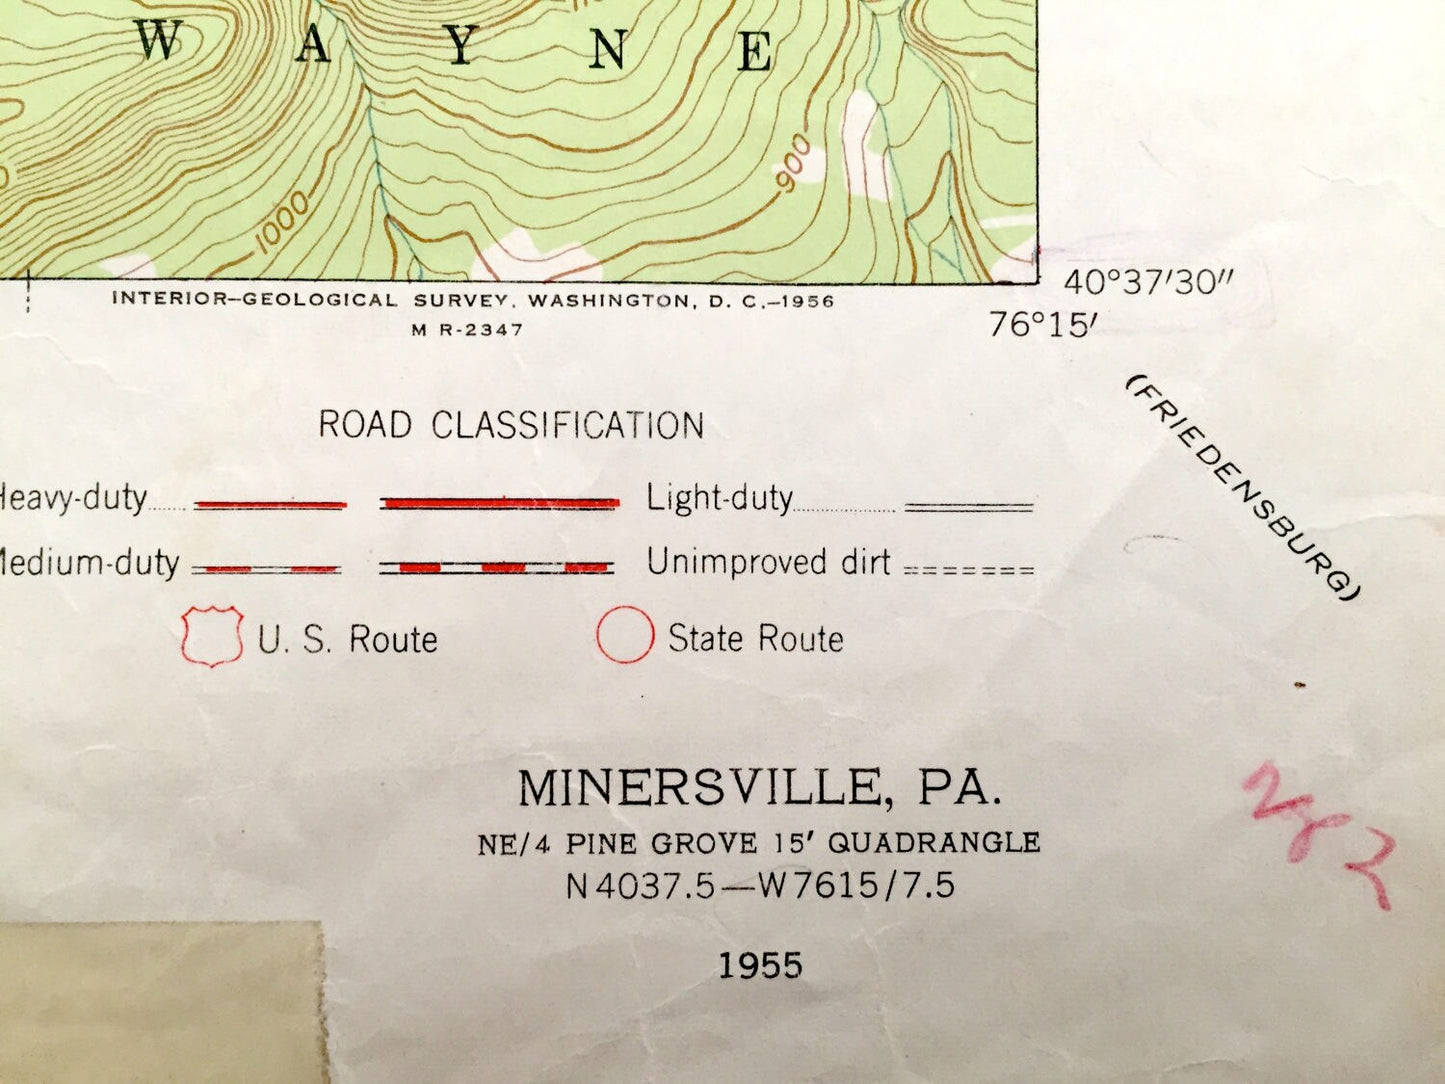 W A Y N E
900
1000
40°37′30″
INTERIOR—GEOLOGICAL SURVEY, WASHINGTON, D. C.—1956
76°15′
M R-2347
(FRIEDENSBURG)
ROAD CLASSIFICATION
Heavy-duty Light-duty
Medium-duty Unimproved dirt
U. S. Route State Route
MINERSVILLE, PA.
NE/4 PINE GROVE 15′ QUADRANGLE
N4037.5—W7615/7.5
1955